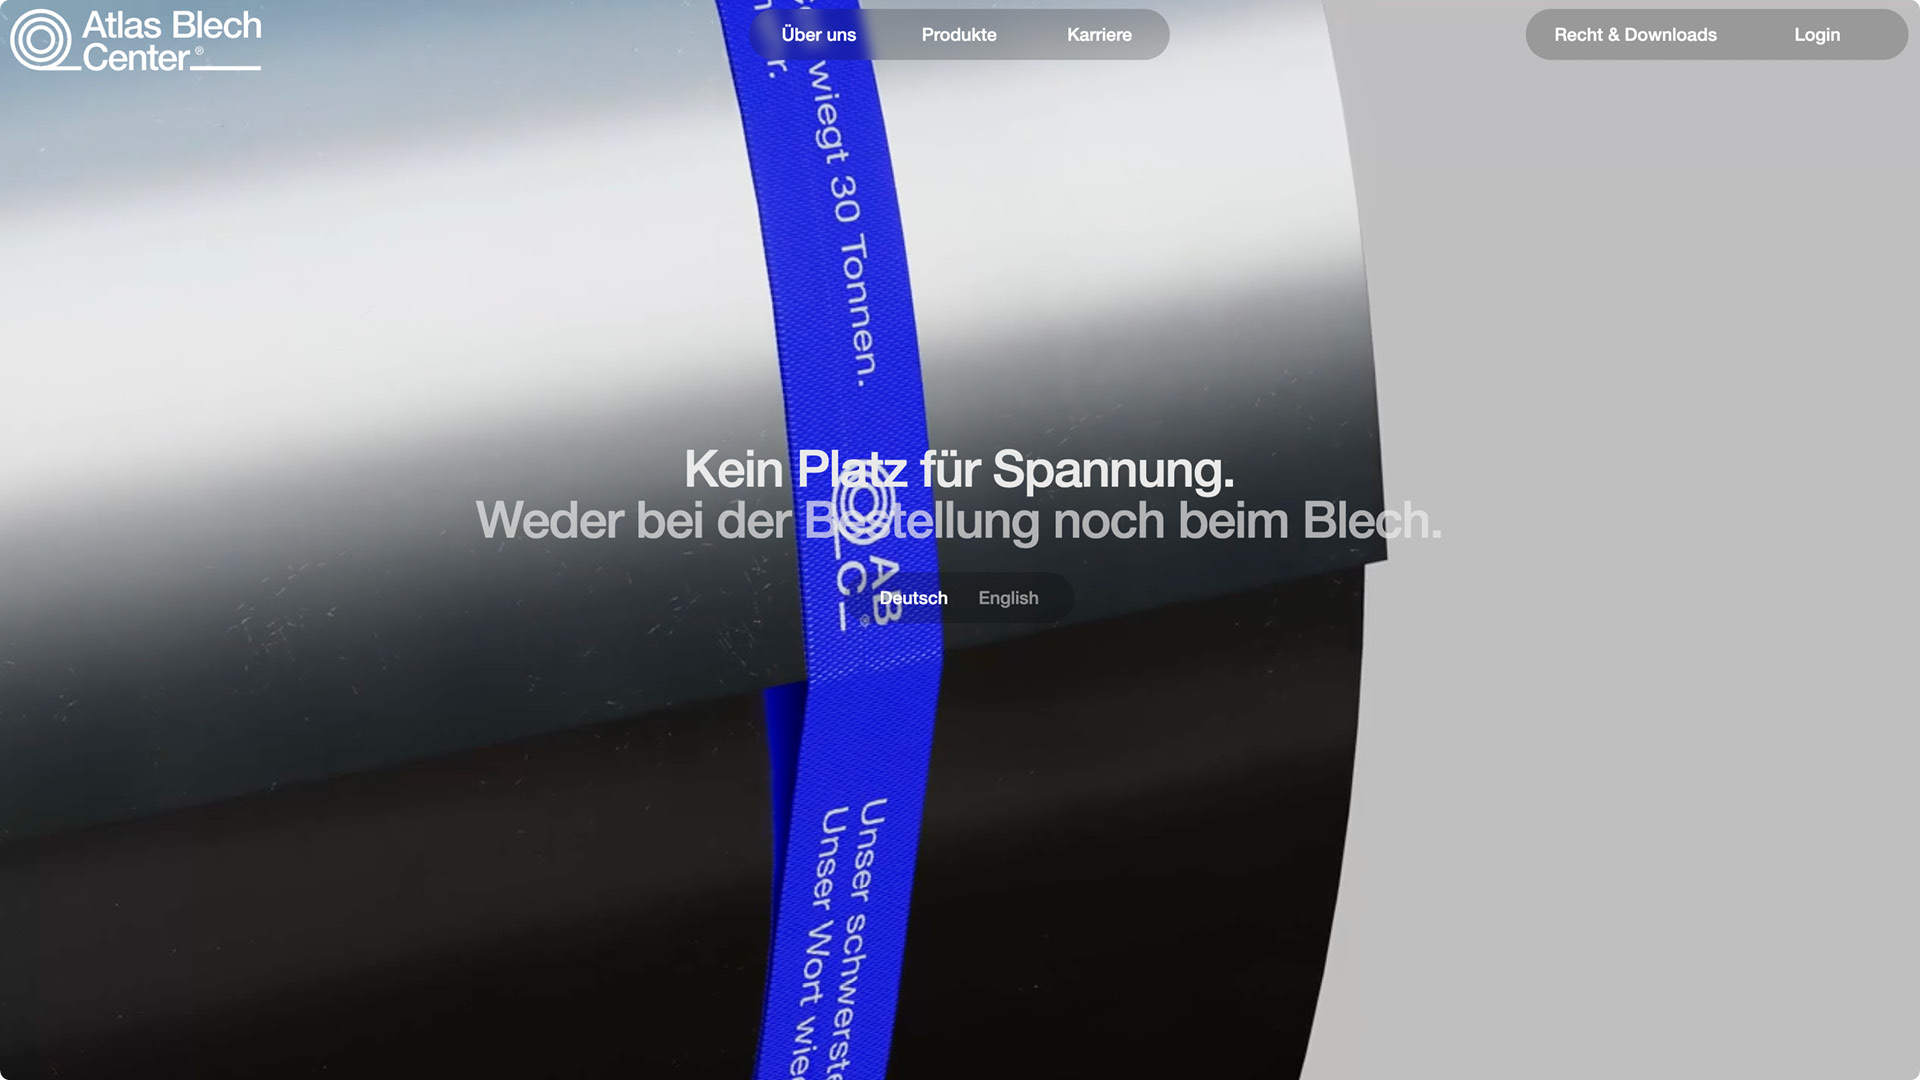 Atlas Blech
Center®
Über uns
Produkte
Karriere
Recht & Downloads
Login
r.
wiegt 30 Tonnen.
Kein Platz für Spannung.
Weder bei der Bestellung noch beim Blech.
AB
C
®
Deutsch
English
Unser schwerste
Unser Wort wie